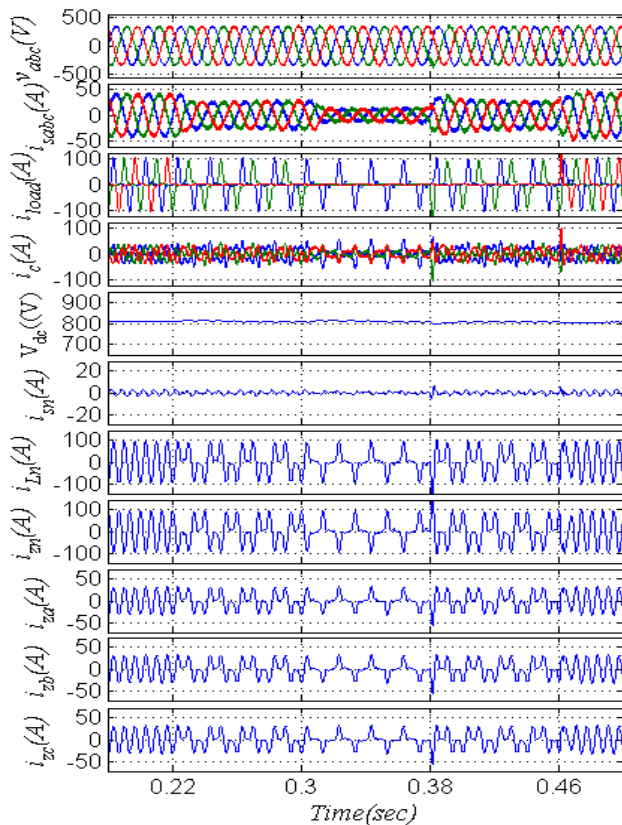 500
0
-500
v_abc(V)
50
0
-50
i_sabc(A)
100
0
-100
i_load(A)
100
0
-100
i_c(A)
900
800
700
V_dc((V)
20
0
-20
i_sn(A)
100
0
-100
i_Ln(A)
100
0
-100
i_zn(A)
50
0
-50
i_za(A)
50
0
-50
i_zb(A)
50
0
-50
i_zc(A)
0.22 0.3 0.38 0.46
Time(sec)